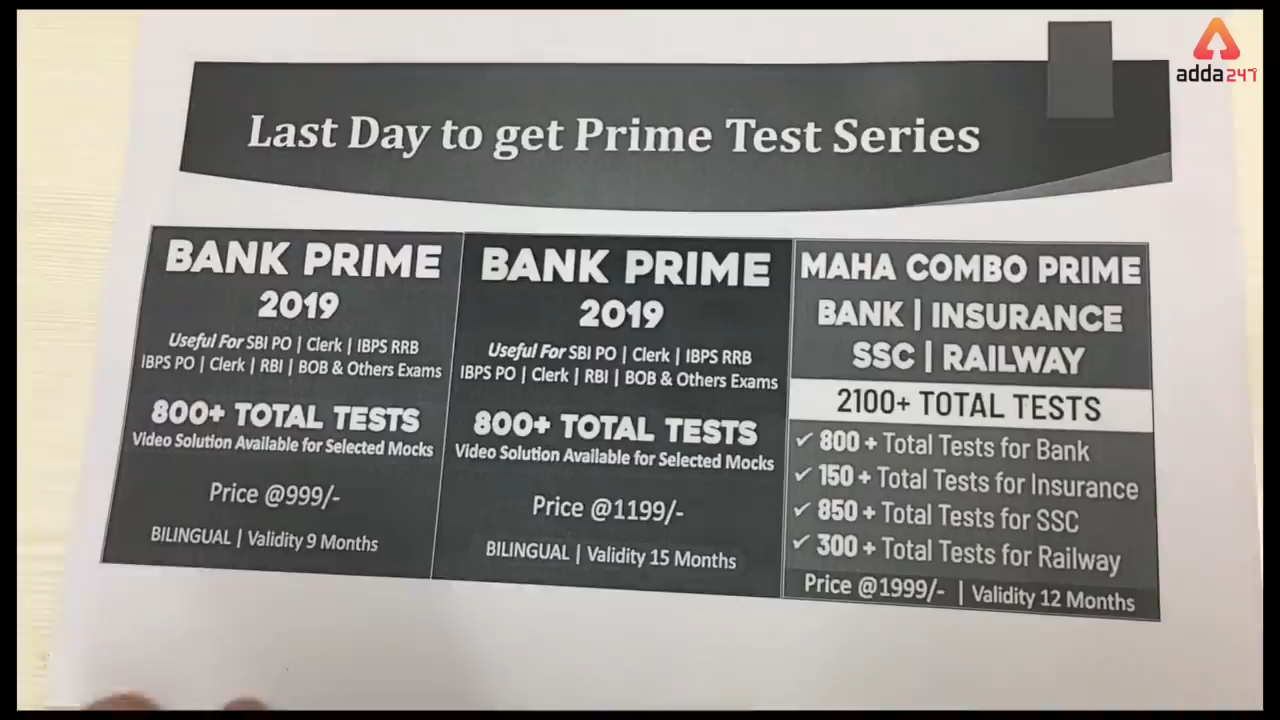 adda247
Last Day to get Prime Test Series
BANK PRIME
2019
Useful For SBI PO | Clerk | IBPS RRB
IBPS PO | Clerk | RBI | BOB & Others Exams
800+ TOTAL TESTS
Video Solution Available for Selected Mocks
Price @999/-
BILINGUAL | Validity 9 Months
BANK PRIME
2019
Useful For SBI PO | Clerk | IBPS RRB
IBPS PO | Clerk | RBI | BOB & Others Exams
800+ TOTAL TESTS
Video Solution Available for Selected Mocks
Price @1199/-
BILINGUAL | Validity 15 Months
MAHA COMBO PRIME
BANK | INSURANCE
SSC | RAILWAY
2100+ TOTAL TESTS
✓ 800 + Total Tests for Bank
✓ 150 + Total Tests for Insurance
✓ 850 + Total Tests for SSC
✓ 300 + Total Tests for Railway
Price @1999/- | Validity 12 Months